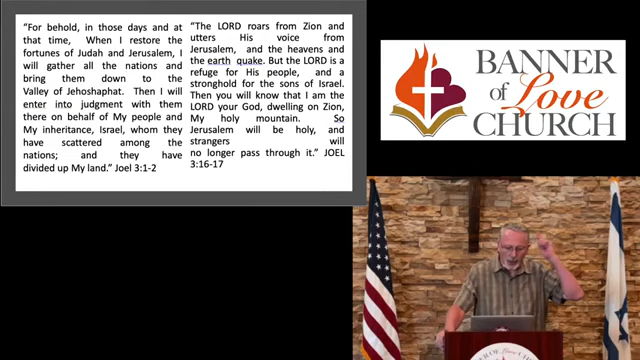 “For behold, in those days and at
that time, When I restore the
fortunes of Judah and Jerusalem, I
will gather all the nations and
bring them down to the
Valley of Jehoshaphat. Then I will
enter into judgment with them
there on behalf of My people and
My inheritance, Israel, whom they
have scattered among the
nations; and they have
divided up My land.” Joel 3:1-2
“The LORD roars from Zion and
utters His voice from
Jerusalem, and the heavens and
the earth quake. But the LORD is a
refuge for His people, and a
stronghold for the sons of Israel.
Then you will know that I am the
LORD your God, dwelling on Zion,
My holy mountain. So
Jerusalem will be holy, and
strangers will
no longer pass through it.” JOEL
3:16-17
BANNER
of Love
CHURCH